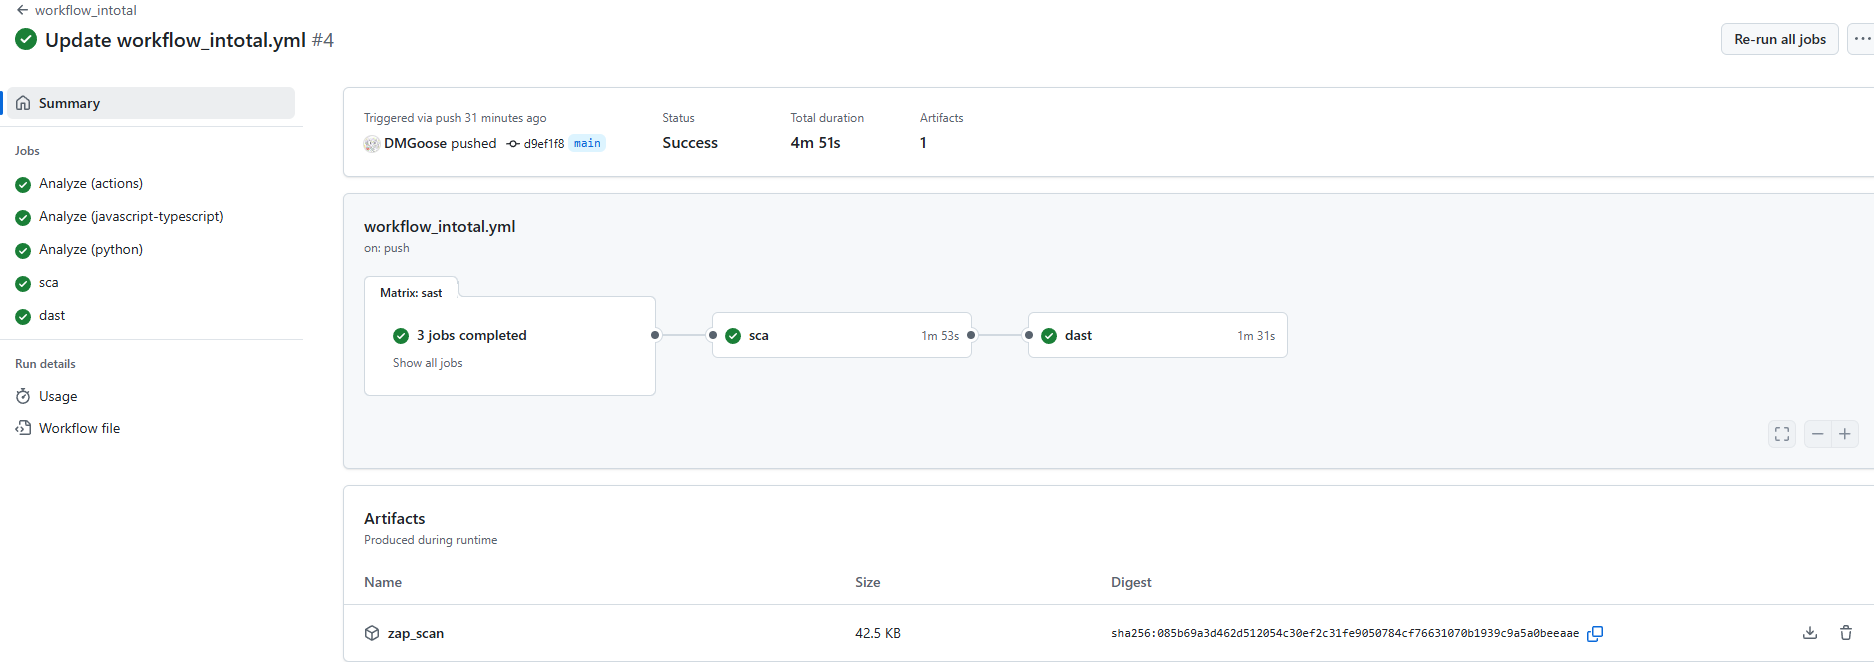 workflow_intotal
Update workflow_intotal.yml #4
Re-run all jobs
Summary
Jobs
Analyze (actions)
Analyze (javascript-typescript)
Analyze (python)
sca
dast
Run details
Usage
Workflow file
Triggered via push 31 minutes ago
DMGoose pushed d9ef1f8 main
Status
Success
Total duration
4m 51s
Artifacts
1
workflow_intotal.yml
on: push
Matrix: sast
3 jobs completed
Show all jobs
sca 1m 53s
dast 1m 31s
Artifacts
Produced during runtime
Name Size Digest
zap_scan 42.5 KB sha256:085b69a3d462d512054c30ef2c31fe9050784cf76631070b1939c9a5a0beeaae